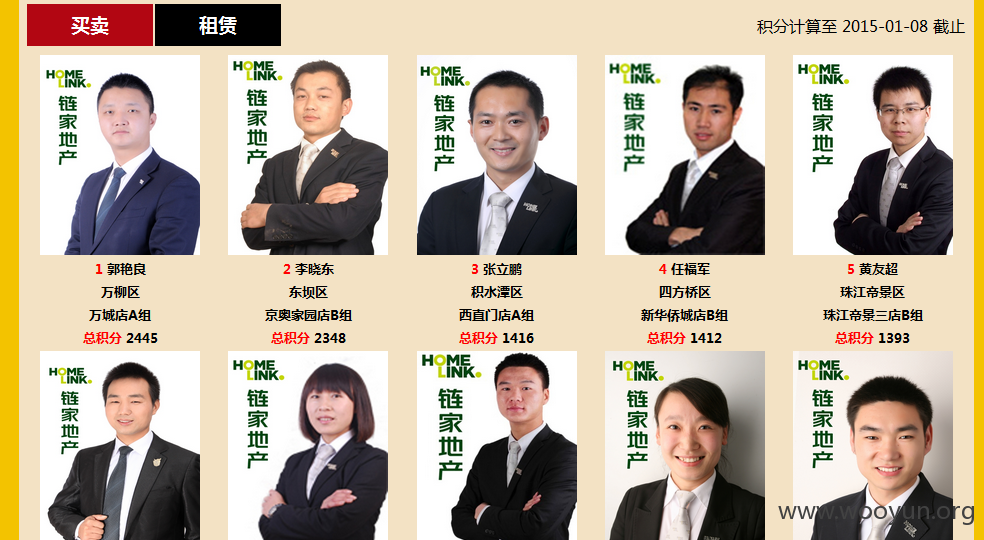 买卖
租赁
积分计算至 2015-01-08 截止
HOME LINK.
链家地产
HOME LINK.
链家地产
HOME LINK.
链家地产
HOME LINK.
链家地产
HOME LINK.
链家地产
1 郭艳良
2 李晓东
3 张立鹏
4 任福军
5 黄友超
万柳区
东坝区
积水潭区
四方桥区
珠江帝景区
万城店A组
京奥家园店B组
西直门店A组
新华侨城店B组
珠江帝景三店B组
总积分 2445
总积分 2348
总积分 1416
总积分 1412
总积分 1393
HOME LINK.
链家地产
HOME LINK.
链家地产
HOME LINK.
链家地产
HOME LINK.
链家地产
HOME LINK.
链家地产
www.wooyun.org